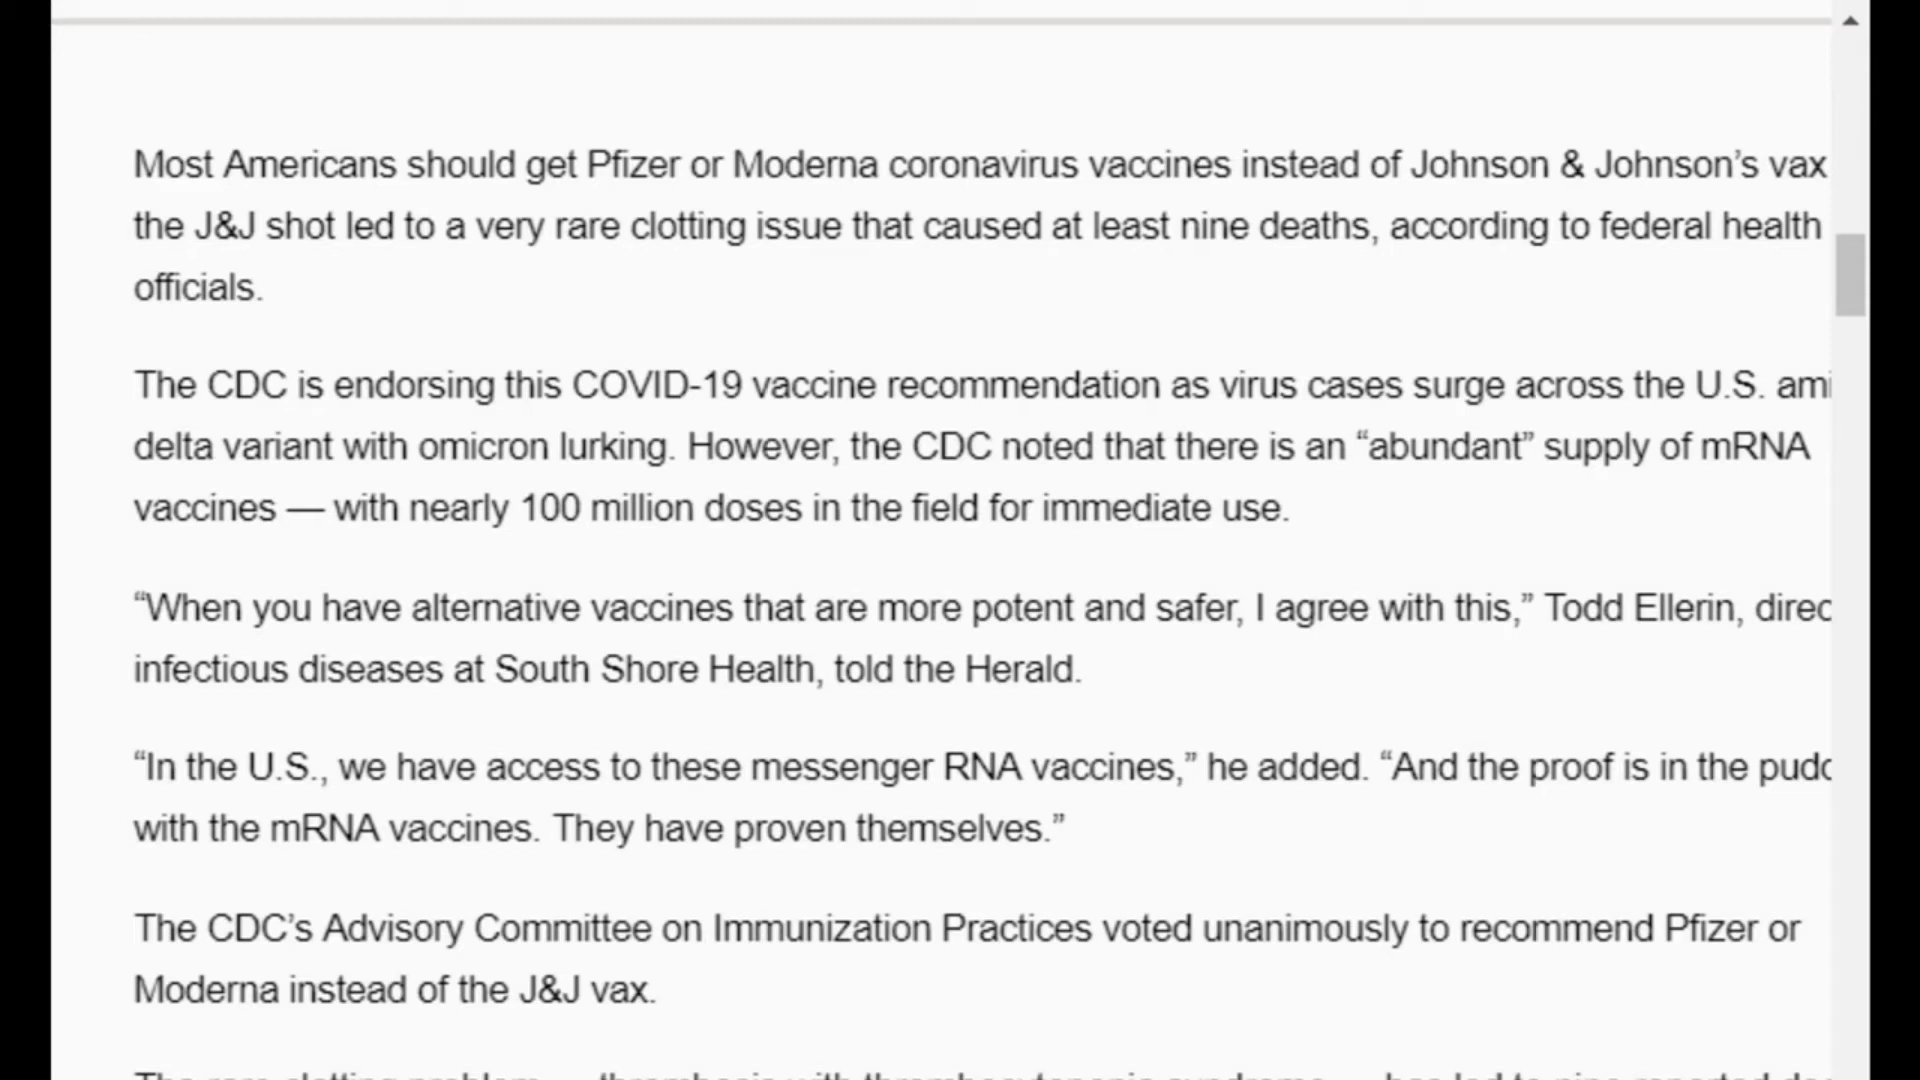 Most Americans should get Pfizer or Moderna coronavirus vaccines instead of Johnson & Johnson’s vax
the J&J shot led to a very rare clotting issue that caused at least nine deaths, according to federal health
officials.
The CDC is endorsing this COVID-19 vaccine recommendation as virus cases surge across the U.S.
delta variant with omicron lurking. However, the CDC noted that there is an “abundant” supply of mRNA
vaccines — with nearly 100 million doses in the field for immediate use.
“When you have alternative vaccines that are more potent and safer, I agree with this,” Todd Ellerin,
infectious diseases at South Shore Health, told the Herald.
“In the U.S., we have access to these messenger RNA vaccines,” he added. “And the proof is in the
with the mRNA vaccines. They have proven themselves.”
The CDC’s Advisory Committee on Immunization Practices voted unanimously to recommend Pfizer or
Moderna instead of the J&J vax.